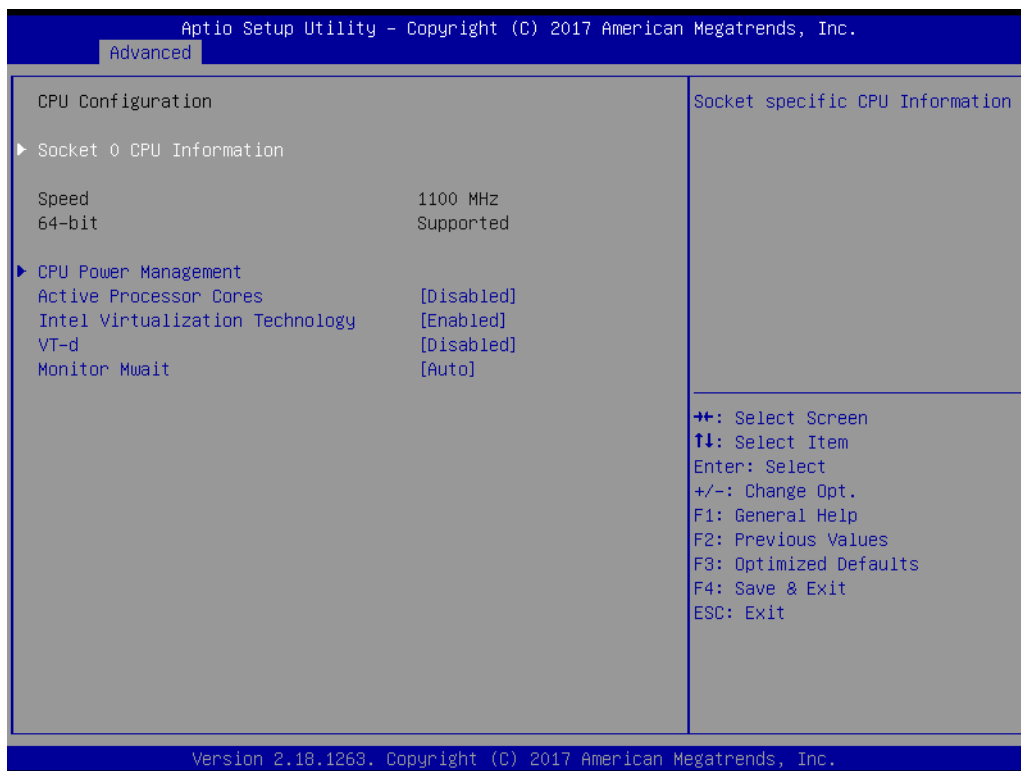 Aptio Setup Utility – Copyright (C) 2017 American Megatrends, Inc.
Advanced
CPU Configuration
Socket 0 CPU Information
Speed 1100 MHz
64-bit Supported
CPU Power Management
Active Processor Cores [Disabled]
Intel Virtualization Technology [Enabled]
VT-d [Disabled]
Monitor Mwait [Auto]
Socket specific CPU Information
→←: Select Screen
↑↓: Select Item
Enter: Select
+/-: Change Opt.
F1: General Help
F2: Previous Values
F3: Optimized Defaults
F4: Save & Exit
ESC: Exit
Version 2.18.1263. Copyright (C) 2017 American Megatrends, Inc.